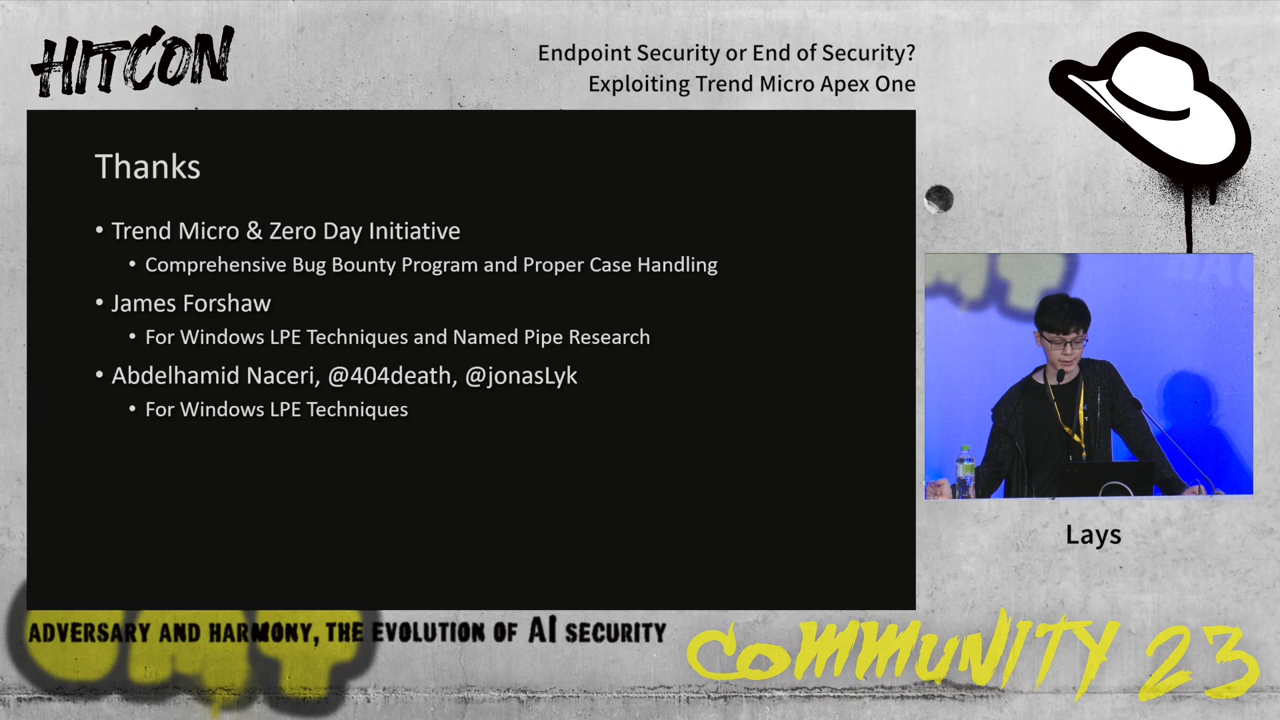 HITCON
Endpoint Security or End of Security?
Exploiting Trend Micro Apex One
Thanks
• Trend Micro & Zero Day Initiative
• Comprehensive Bug Bounty Program and Proper Case Handling
• James Forshaw
• For Windows LPE Techniques and Named Pipe Research
• Abdelhamid Naceri, @404death, @jonasLyk
• For Windows LPE Techniques
Lays
ADVERSARY AND HARMONY, THE EVOLUTION OF AI SECURITY
COMMUNITY 23